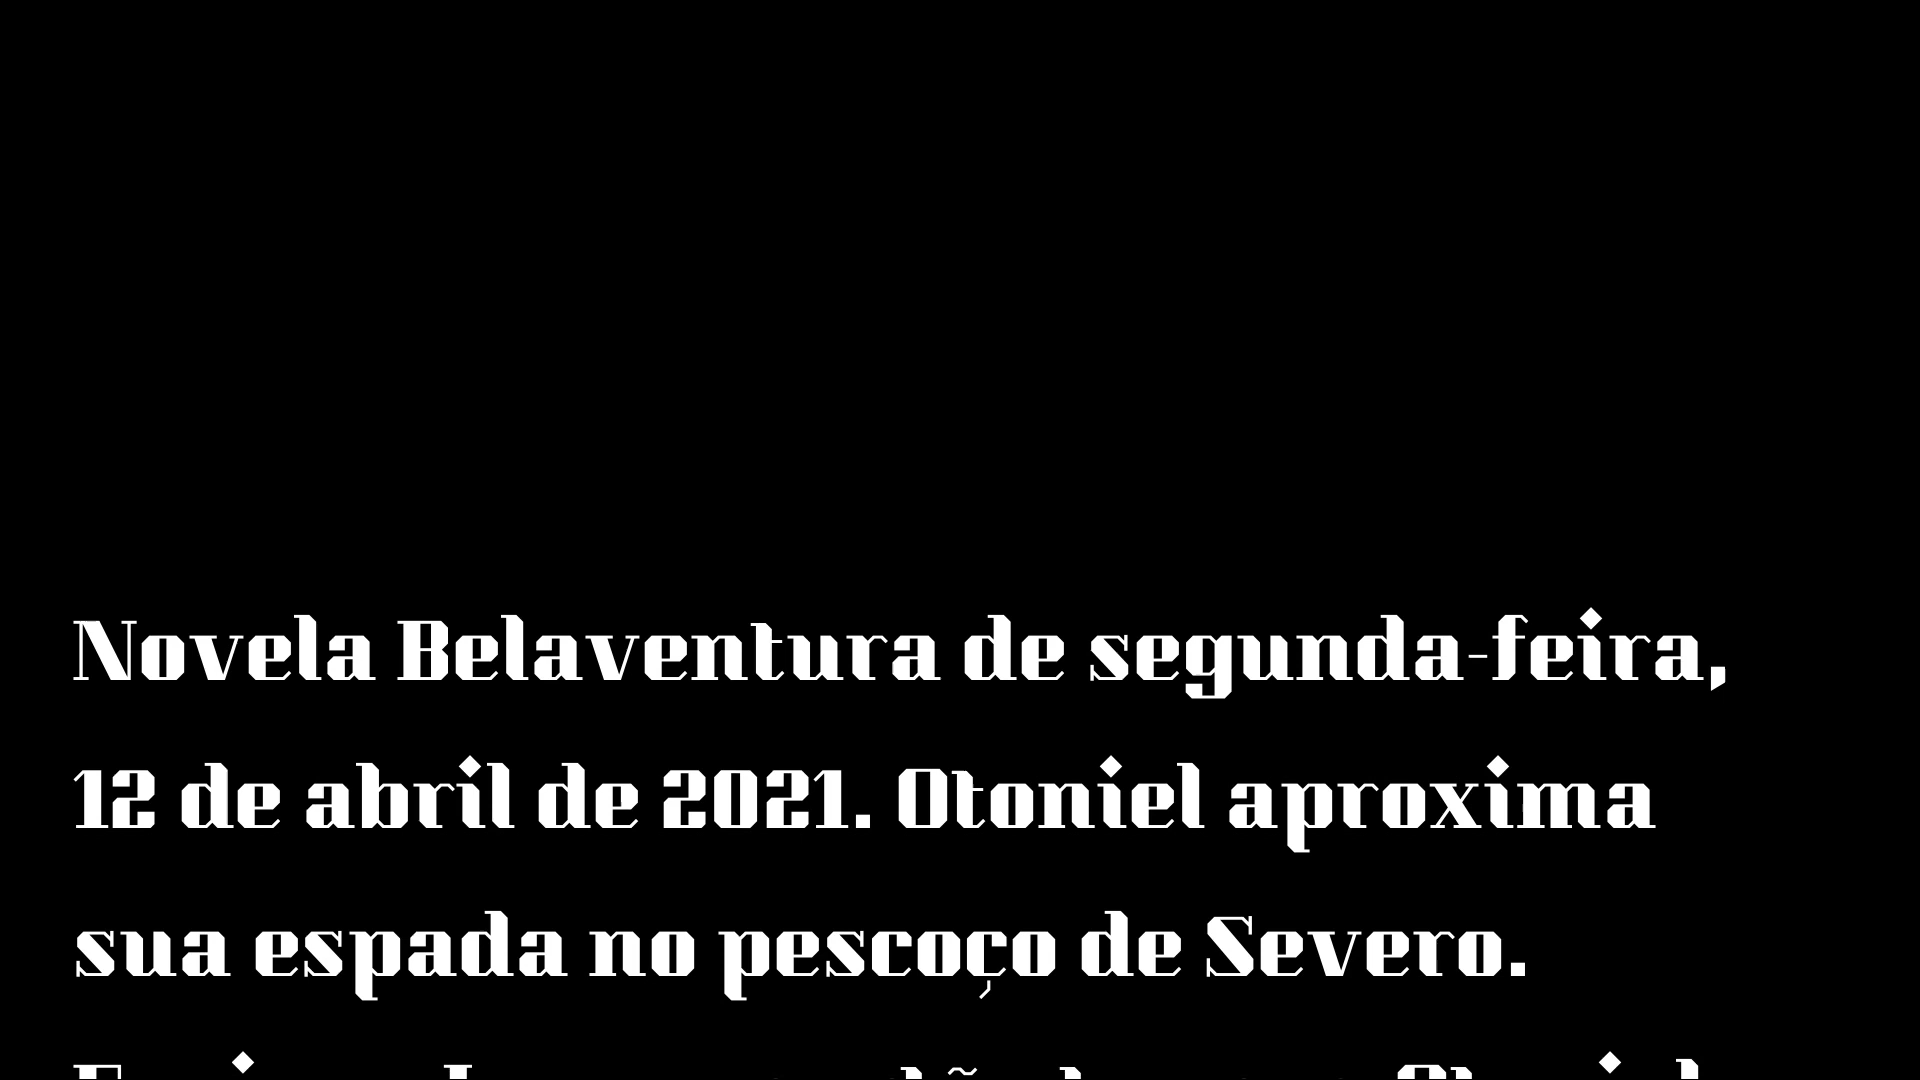 Novela Belaventura de segunda-feira,
12 de abril de 2021. Otoniel aproxima
sua espada no pescoço de Severo.